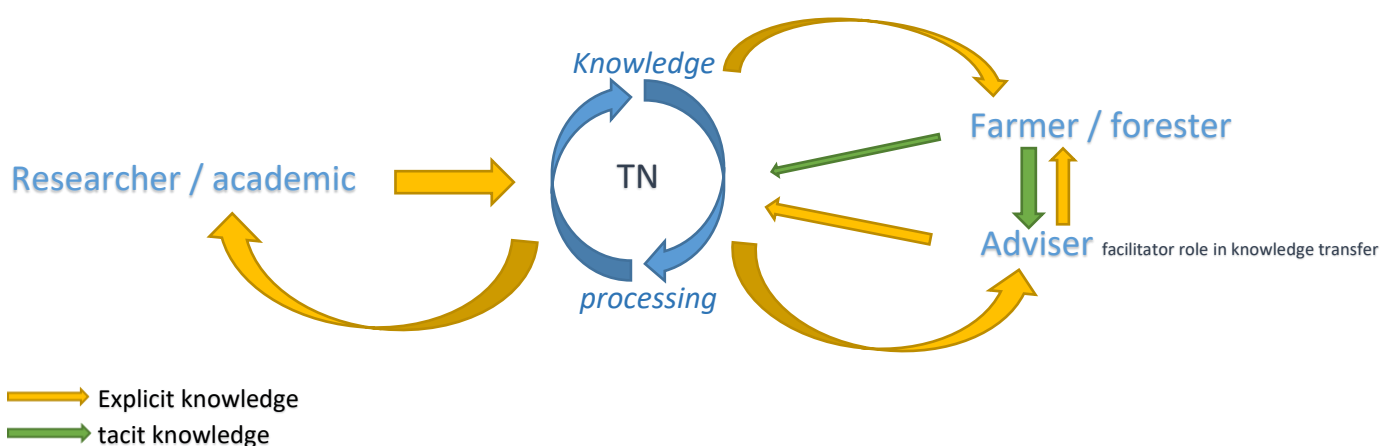 Knowledge
Farmer / forester
Researcher / academic
TN
Adviser facilitator role in knowledge transfer
processing
Explicit knowledge
tacit knowledge